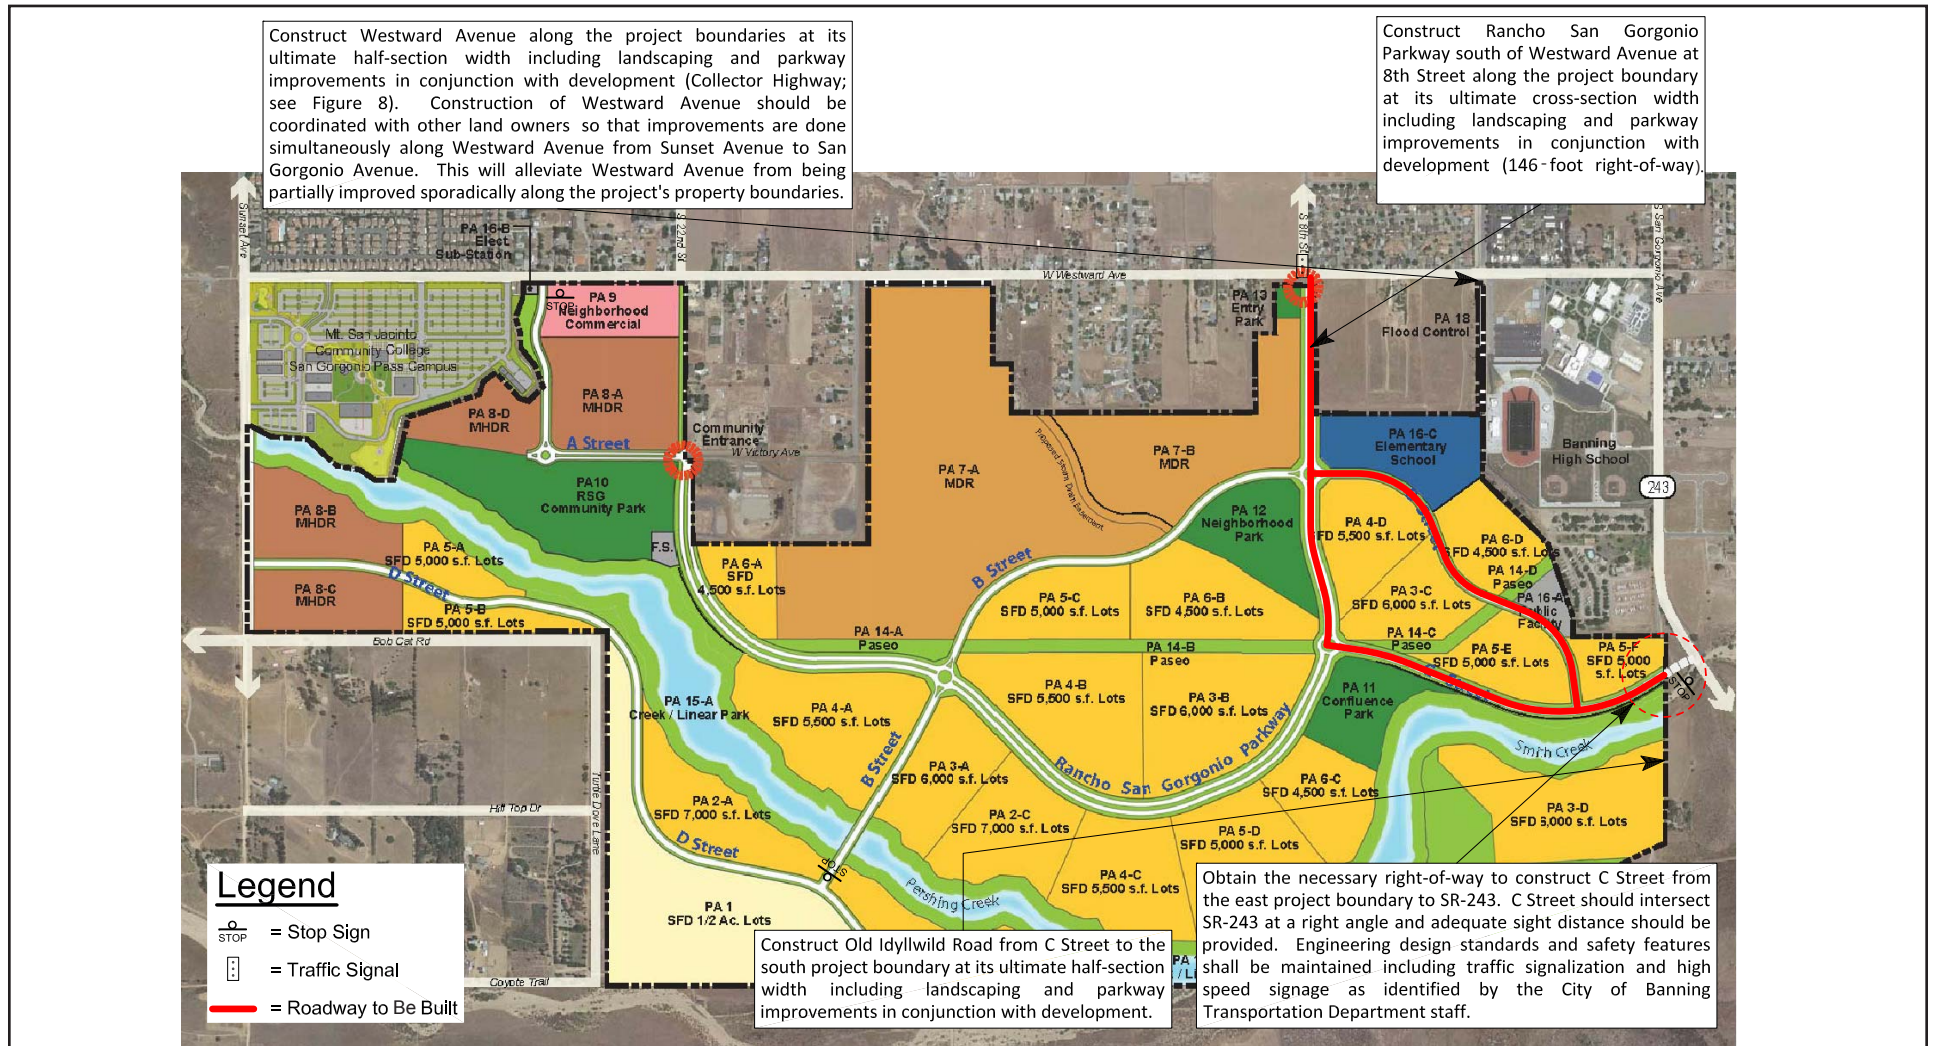 Construct Westward Avenue along the project boundaries at its
ultimate half-section width including landscaping and parkway
improvements in conjunction with development (Collector Highway;
see Figure 8). Construction of Westward Avenue should be
coordinated with other land owners so that improvements are done
simultaneously along Westward Avenue from Sunset Avenue to San
Gorgonio Avenue. This will alleviate Westward Avenue from being
partially improved sporadically along the project's property boundaries.
Construct Rancho San Gorgonio
Parkway south of Westward Avenue at
8th Street along the project boundary
at its ultimate cross-section width
including landscaping and parkway
improvements in conjunction with
development (146-foot right-of-way).
Sunset Ave
PA 16-B
Elect
Sub-Station
S 22nd St
S 8th St
S San Gorgonio Ave
W Westward Ave
STOP
PA 9
Neighborhood
Commercial
PA 13
Entry
Park
PA 18
Flood Control
Mt. San Jacinto
Community College
San Gorgonio Pass Campus
PA 8-A
MHDR
PA 8-D
MHDR
A Street
Community
Entrance
W Victory Ave
PA 7-A
MDR
Proposed Storm Drain Easement
PA 7-B
MDR
PA 16-C
Elementary
School
Banning
High School
243
PA10
RSG
Community Park
F.S.
PA 8-B
MHDR
PA 5-A
SFD 5,000 s.f. Lots
D Street
PA 8-C
MHDR
PA 5-B
SFD 5,000 s.f. Lots
PA 6-A
SFD
4,500 s.f. Lots
B Street
PA 12
Neighborhood
Park
PA 4-D
SFD 5,500 s.f. Lots
PA 6-D
SFD 4,500 s.f. Lots
PA 14-D
Paseo
PA 16-A
Public
Facility
PA 5-C
SFD 5,000 s.f. Lots
PA 6-B
SFD 4,500 s.f. Lots
PA 3-C
SFD 6,000 s.f. Lots
Bob Cat Rd
PA 14-A
Paseo
PA 14-B
Paseo
PA 14-C
Paseo
PA 5-E
SFD 5,000 s.f. Lots
PA 5-F
SFD 5,000
s.f. Lots
STOP
PA 15-A
Creek / Linear Park
PA 4-A
SFD 5,500 s.f. Lots
PA 4-B
SFD 5,500 s.f. Lots
PA 3-B
SFD 6,000 s.f. Lots
PA 11
Confluence
Park
Smith Creek
B Street
PA 3-A
SFD 6,000 s.f. Lots
Rancho San Gorgonio Parkway
PA 6-C
SFD 4,500 s.f. Lots
Turtle Dove Lane
Hill Top Dr
PA 2-A
SFD 7,000 s.f. Lots
PA 2-C
SFD 7,000 s.f. Lots
PA 5-D
SFD 5,000 s.f. Lots
PA 3-D
SFD 6,000 s.f. Lots
D Street
STOP
Pershing Creek
PA 4-C
SFD 5,500 s.f. Lots
PA 1
SFD 1/2 Ac. Lots
PA
Coyote Trail
Legend
STOP = Stop Sign
= Traffic Signal
= Roadway to Be Built
Construct Old Idyllwild Road from C Street to the
south project boundary at its ultimate half-section
width including landscaping and parkway
improvements in conjunction with development.
Obtain the necessary right-of-way to construct C Street from
the east project boundary to SR-243. C Street should intersect
SR-243 at a right angle and adequate sight distance should be
provided. Engineering design standards and safety features
shall be maintained including traffic signalization and high
speed signage as identified by the City of Banning
Transportation Department staff.